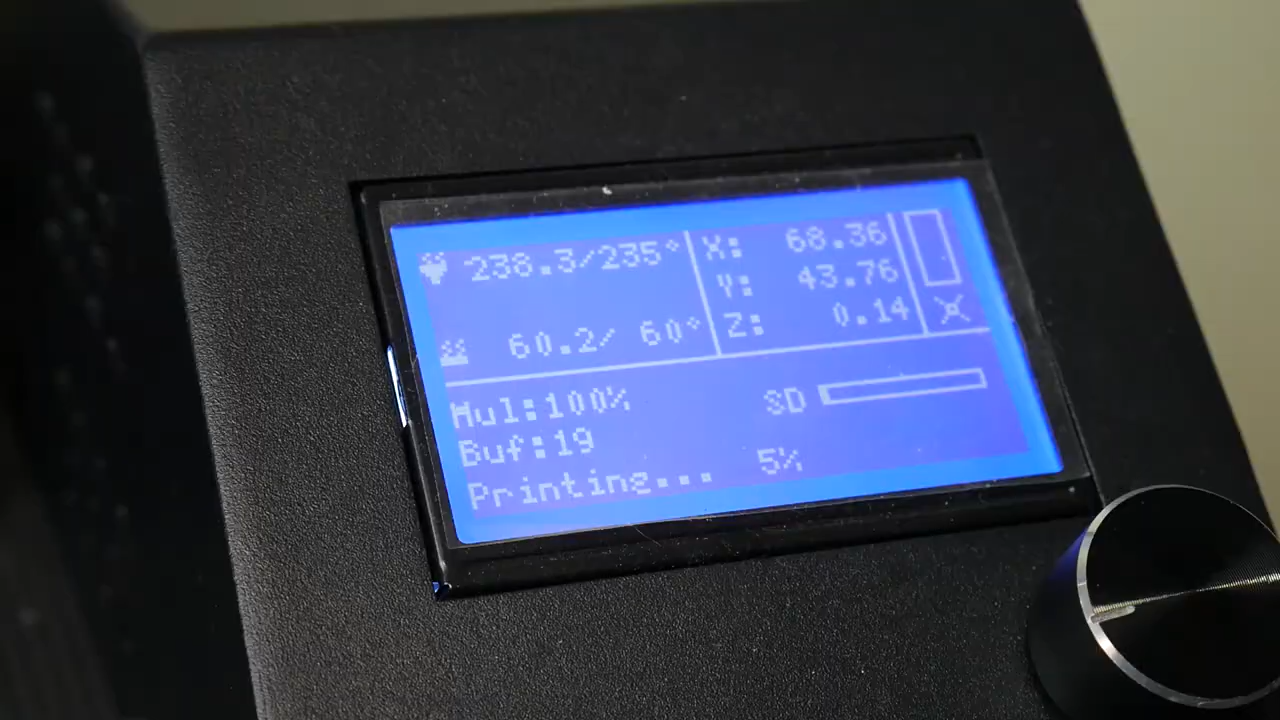 238.3/235° X: 68.36
Y: 43.76
60.2/ 60° Z: 0.14
Mul:100% SD
Buf:19
Printing... 5%